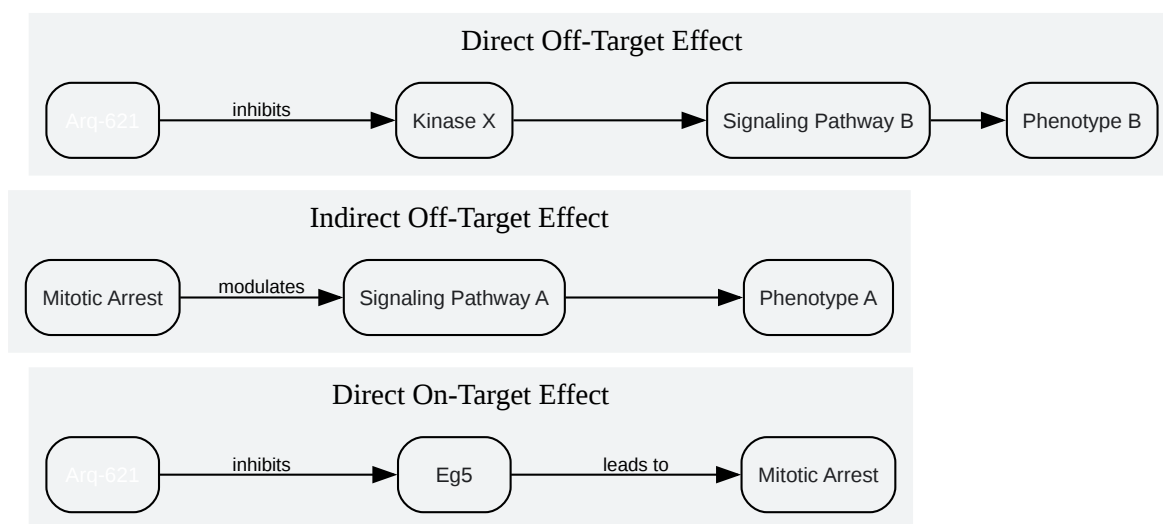 Direct Off-Target Effect
Arq-621 inhibits Kinase X Signaling Pathway B Phenotype B
Indirect Off-Target Effect
Mitotic Arrest modulates Signaling Pathway A Phenotype A
Direct On-Target Effect
Arq-621 inhibits Eg5 leads to Mitotic Arrest